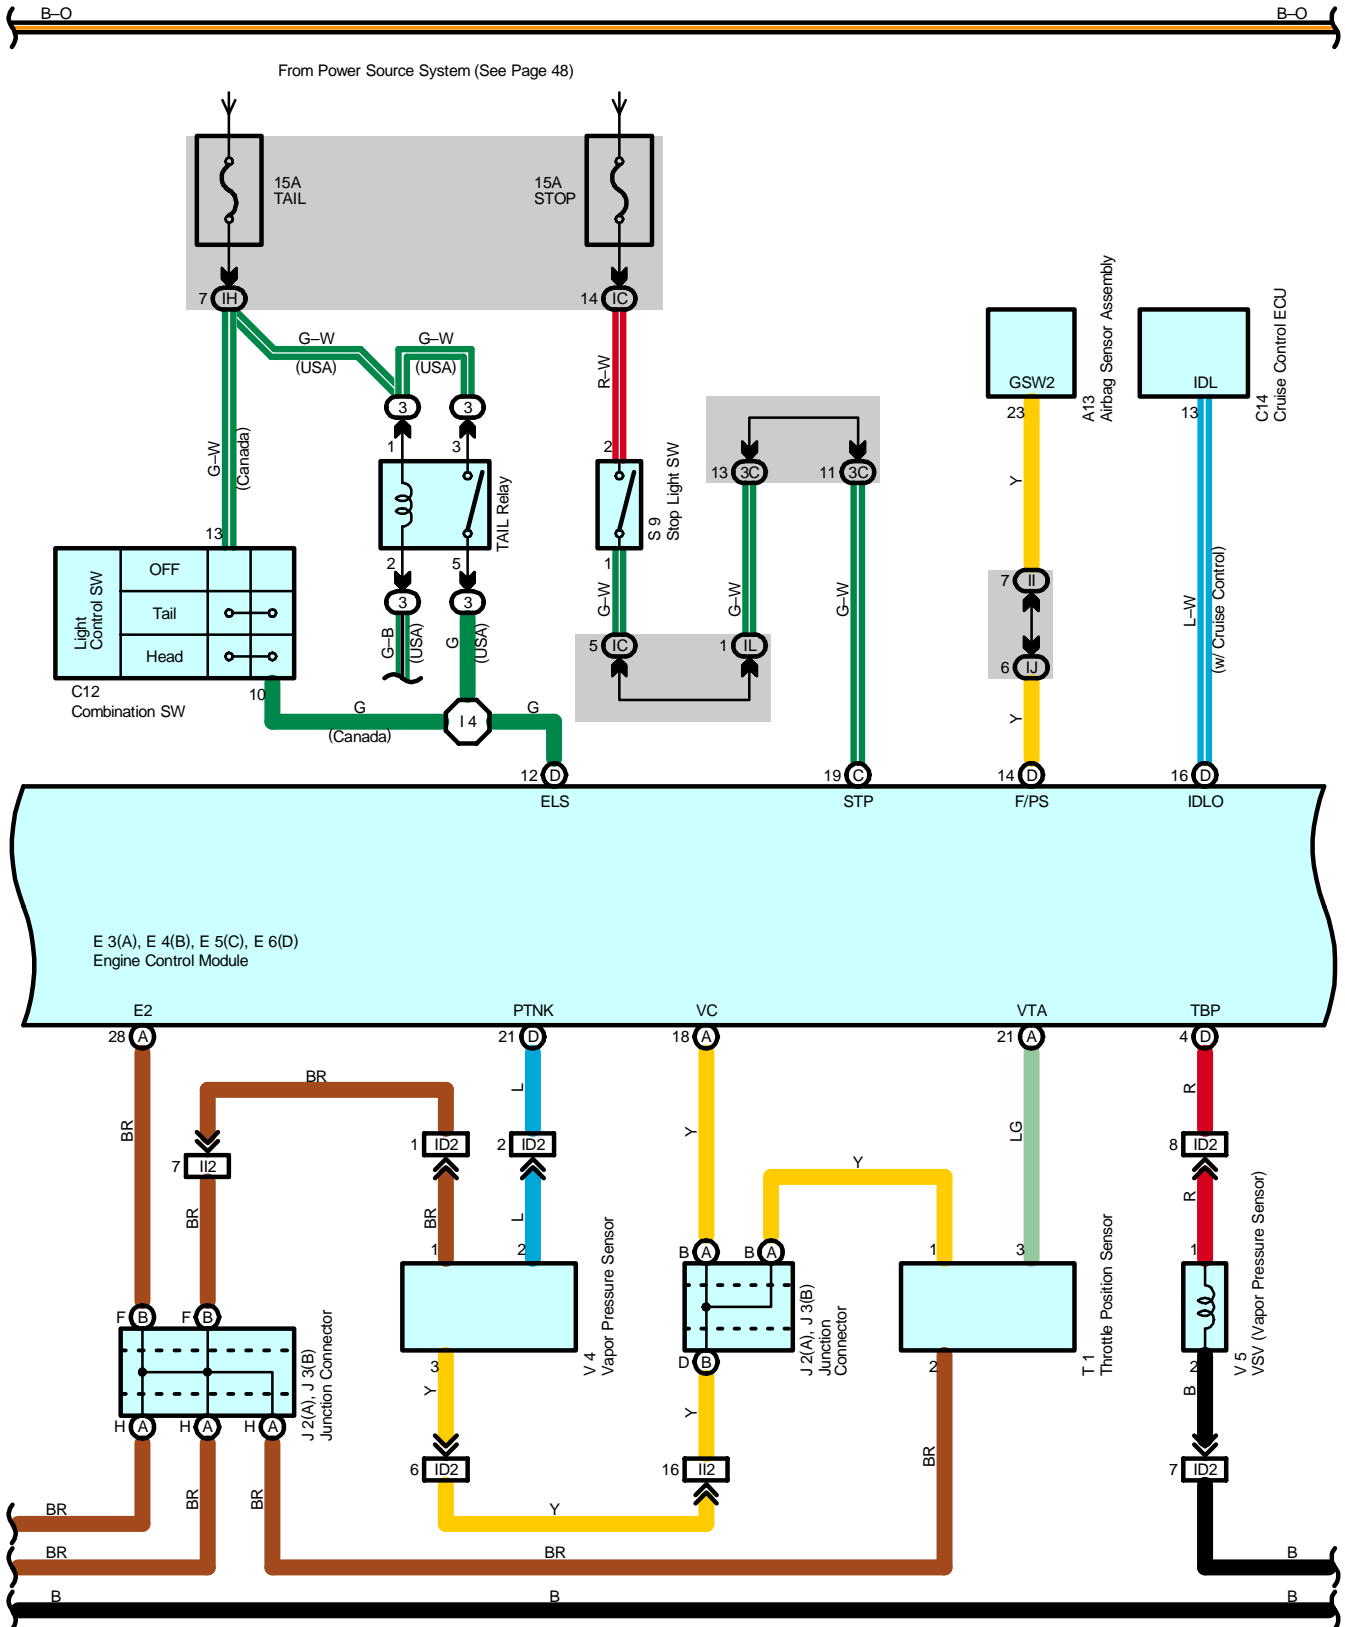 B–O
B–O
From Power Source System (See Page 48)
15A
TAIL
15A
STOP
7 IH
14 IC
G–W
(USA)
G–W
(USA)
R–W
G–W
(Canada)
3
3
1
3
2
TAIL Relay
2
5
3
3
G–B
(USA)
G
(USA)
S 9
Stop Light SW
1
G–W
5 IC
1 IL
13 3C
11 3C
G–W
G–W
GSW2
23
A13
Airbag Sensor Assembly
Y
7 II
6 IJ
Y
IDL
13
C14
Cruise Control ECU
L–W
(w/ Cruise Control)
13
Light
Control SW
OFF
Tail
Head
C12
Combination SW
10
G
(Canada)
I 4
G
12 D
19 C
14 D
16 D
ELS
STP
F/PS
IDLO
E 3(A), E 4(B), E 5(C), E 6(D)
Engine Control Module
E2
PTNK
VC
VTA
TBP
28 A
21 D
18 A
21 A
4 D
BR
BR
L
Y
LG
R
7 II2
1 ID2
2 ID2
8 ID2
BR
BR
L
Y
R
1
2
B A
B A
1
3
1
V 4
Vapor Pressure Sensor
J 2(A), J 3(B)
Junction
Connector
T 1
Throttle Position Sensor
V 5
VSV (Vapor Pressure Sensor)
F B
F B
J 2(A), J 3(B)
Junction Connector
3
D B
2
2
H A
H A
H A
Y
Y
BR
B
6 ID2
16 II2
7 ID2
BR
BR
BR
Y
BR
BR
B
B
B
B